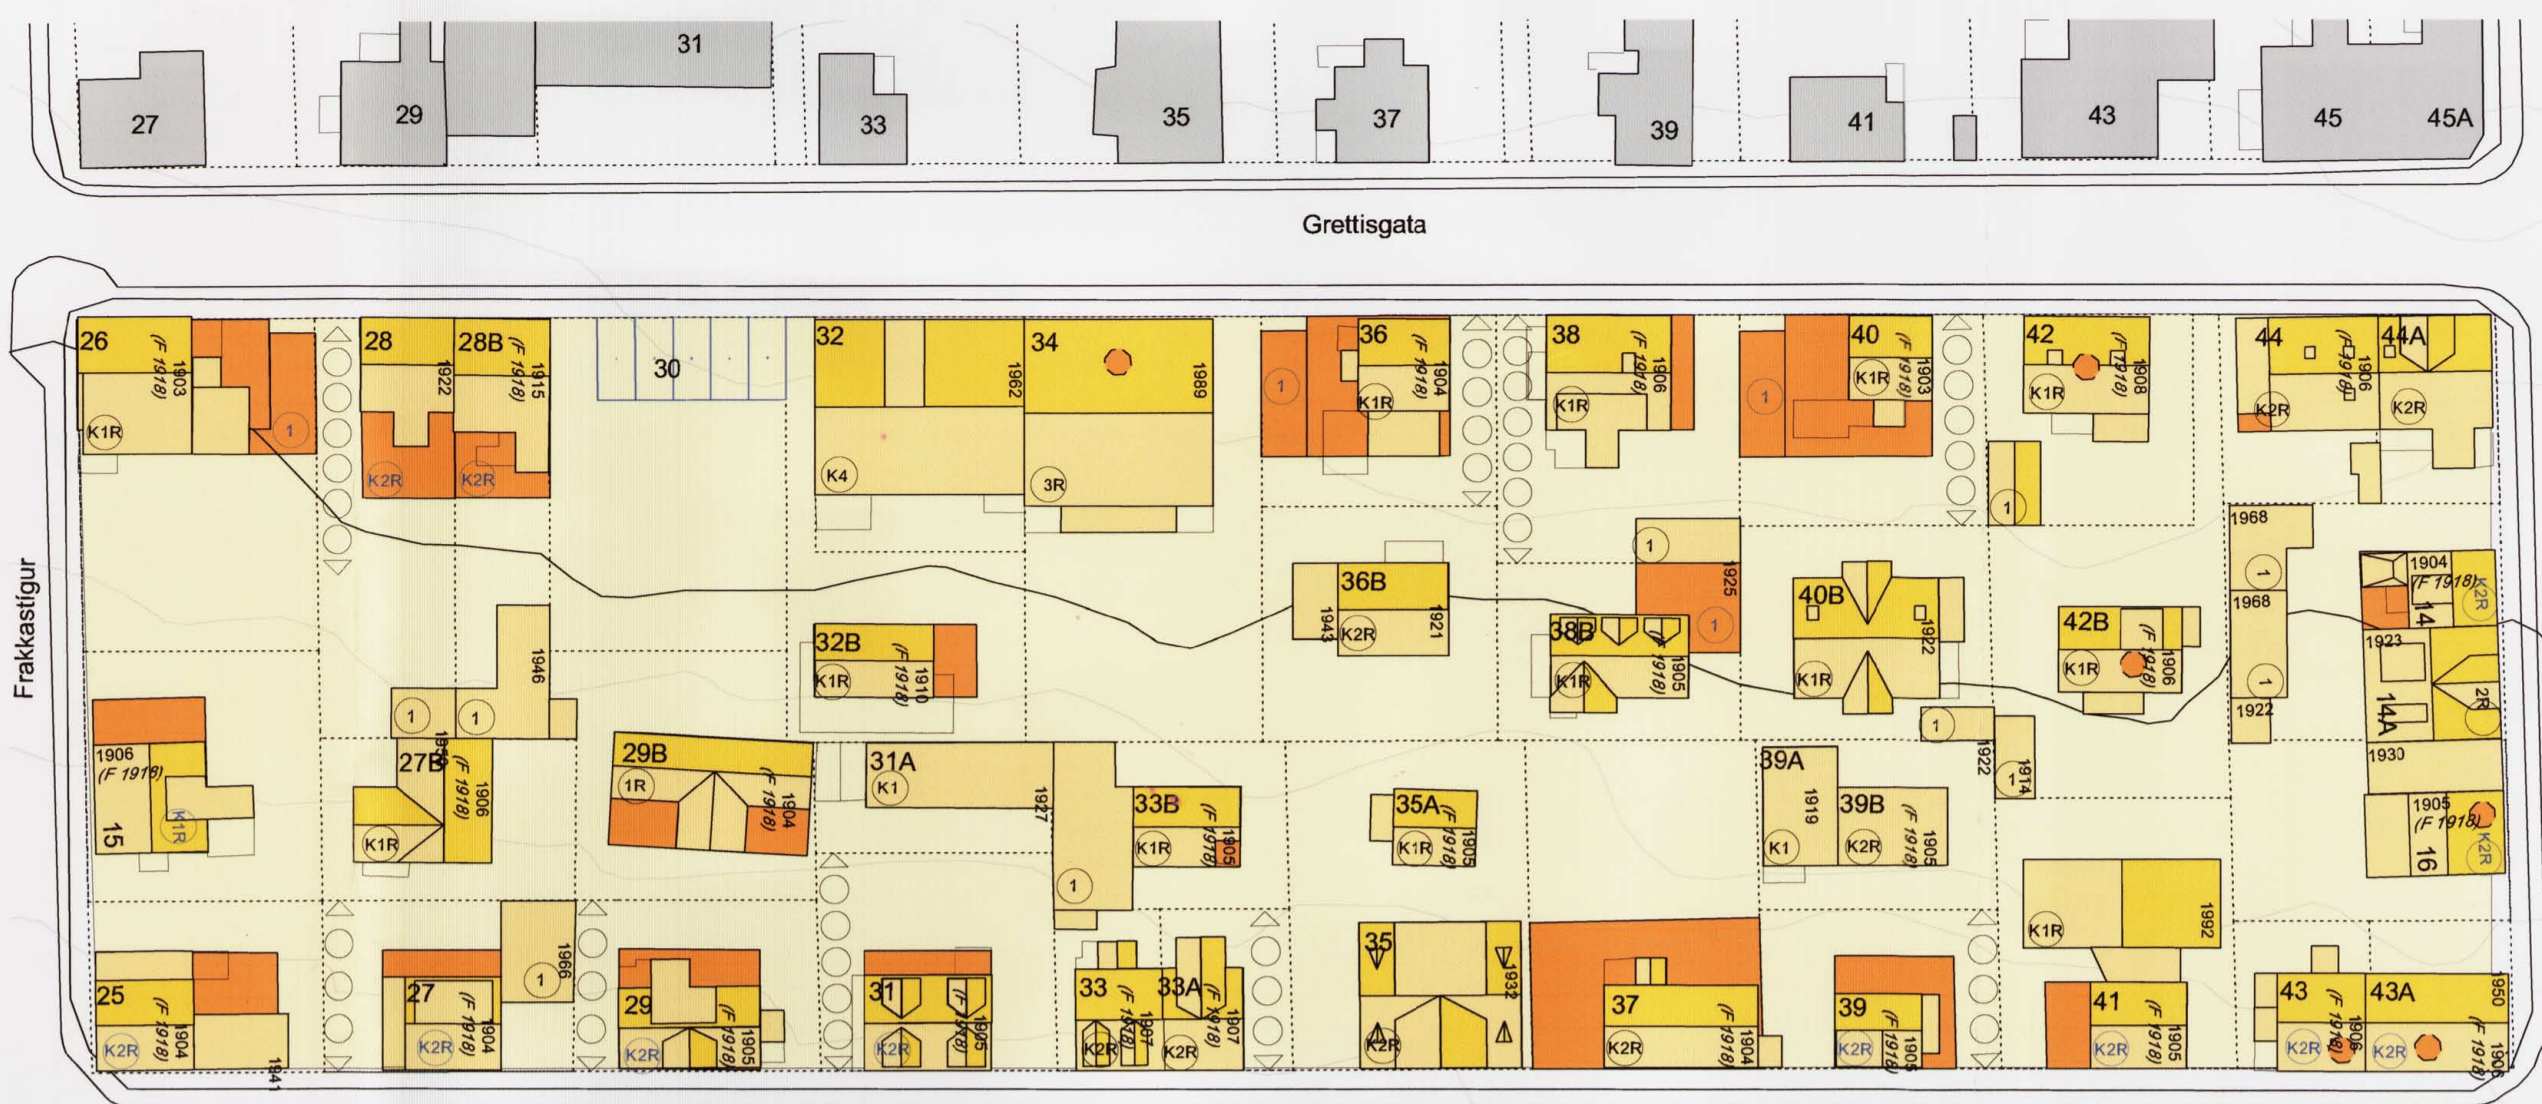 27
29
31
33
35
37
39
41
43
45
45A
Grettisgata
Frakkastígur
26
(F 1918)
1903
K1R
1
28
1922
K2R
28B
(F 1918)
1915
K2R
30
32
1962
K4
34
1989
3R
1
36
(F 1918)
1904
K1R
38
(F 1918)
1906
K1R
1
40
(F 1918)
1903
K1R
42
(F 1918)
1908
K1R
1
44
(F 1918)
1906
K2R
44A
K2R
1968
1
1968
1
1922
1904
(F 1918)
14
K2R
1923
14A
2R
1930
1905
(F 1918)
16
K2R
1
1925
1
36B
1943
1921
K2R
38B
(F 1918)
1905
K1R
40B
1922
K1R
42B
(F 1918)
1906
K1R
1
1922
1914
1
32B
(F 1918)
1910
K1R
1946
1
1
1906
(F 1918)
15
K1R
27B
(F 1918)
1906
K1R
29B
1R
(F 1918)
1904
31A
K1
1927
1
33B
(F 1918)
1905
K1R
35A
(F 1918)
1905
K1R
39A
1919
K1
39B
(F 1918)
1905
K2R
K1R
1992
25
(F 1918)
1904
K2R
1941
27
(F 1918)
1904
K2R
1966
1
29
(F 1918)
1905
K2R
31
(F 1918)
1905
K2R
33
(F 1918)
1907
K2R
33A
(F 1918)
1907
K2R
35
1932
K2R
37
(F 1918)
1904
K2R
39
(F 1918)
1905
K2R
41
(F 1918)
1905
K2R
43
(F 1918)
1906
K2R
43A
1950
(F 1918)
1906
K2R